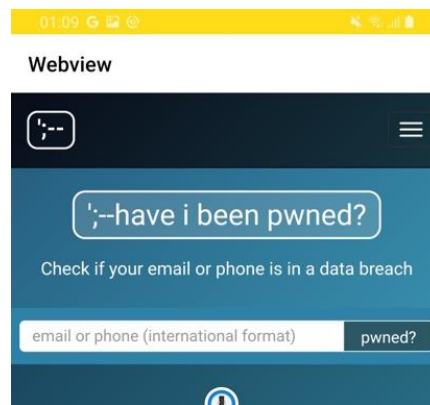 01:09 G
Webview
';--
';--have i been pwned?
Check if your email or phone is in a data breach
email or phone (international format) pwned?